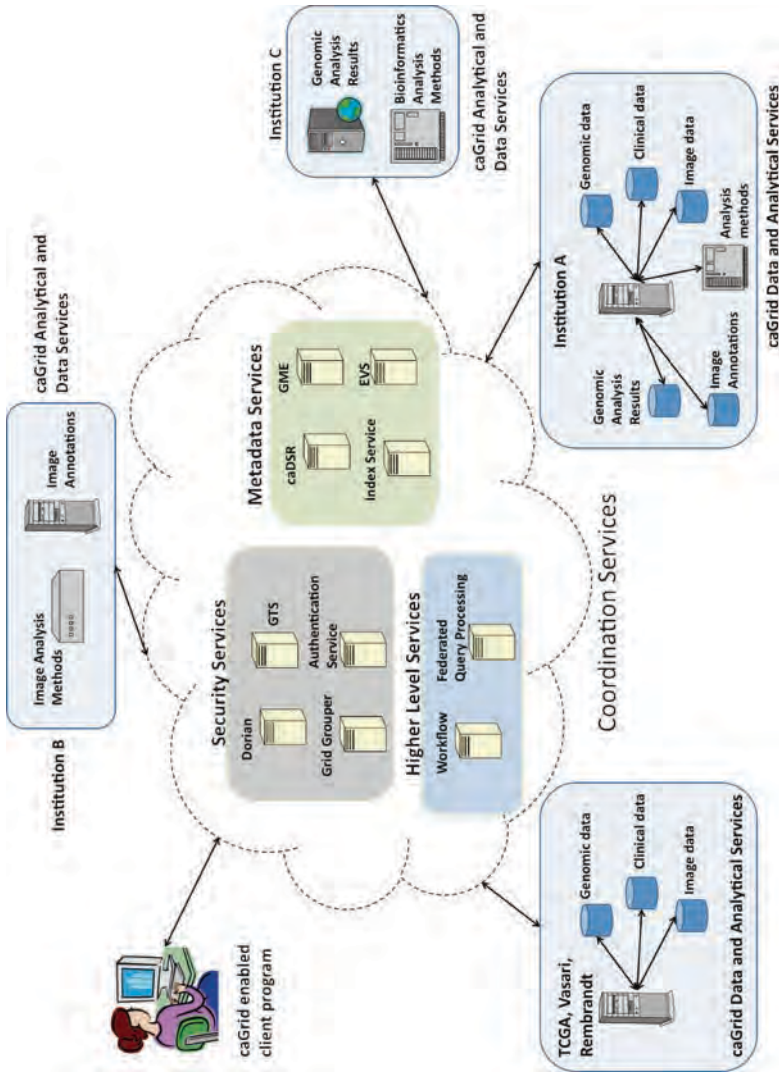 caGrid enabled
client program
Institution B
Image Analysis
Methods
Image
Annotations
caGrid Analytical and
Data Services
Institution C
Genomic
Analysis
Results
Bioinformatics
Analysis
Methods
caGrid Analytical and
Data Services
Security Services
Dorian
GTS
Grid Grouper
Authentication
Service
Metadata Services
caDSR
GME
Index Service
EVS
Higher Level Services
Workflow
Federated
Query Processing
Coordination Services
TCGA, Vasari,
Rembrandt
Genomic data
Clinical data
Image data
caGrid Data and Analytical Services
Institution A
Genomic
Analysis
Results
Image
Annotations
Genomic data
Clinical data
Image data
Analysis
methods
caGrid Data and Analytical Services